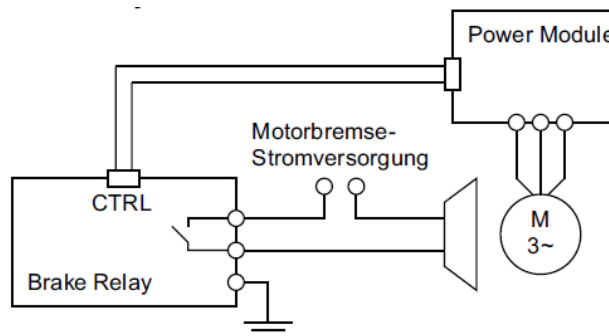 Power Module
Motorbremse-
Stromversorgung
CTRL
M
3~
Brake Relay